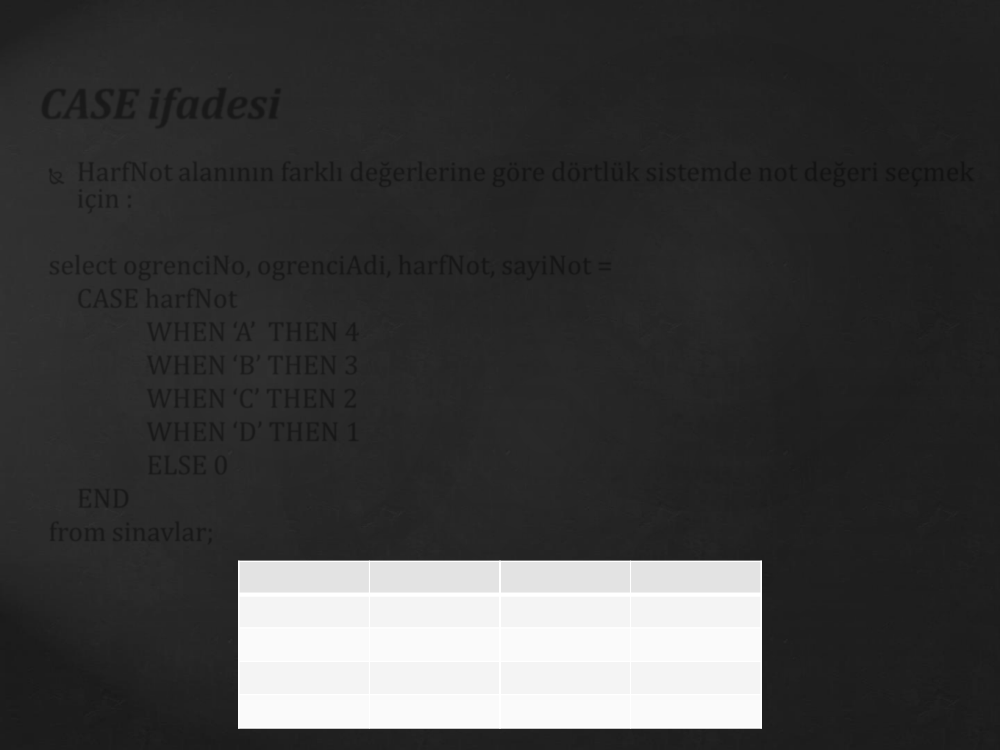 CASE ifadesi
HarfNot alanının farklı değerlerine göre dörtlük sistemde not değeri seçmek
için :
select ogrenciNo, ogrenciAdi, harfNot, sayiNot =
CASE harfNot
WHEN ‘A’ THEN 4
WHEN ‘B’ THEN 3
WHEN ‘C’ THEN 2
WHEN ‘D’ THEN 1
ELSE 0
END
from sinavlar;